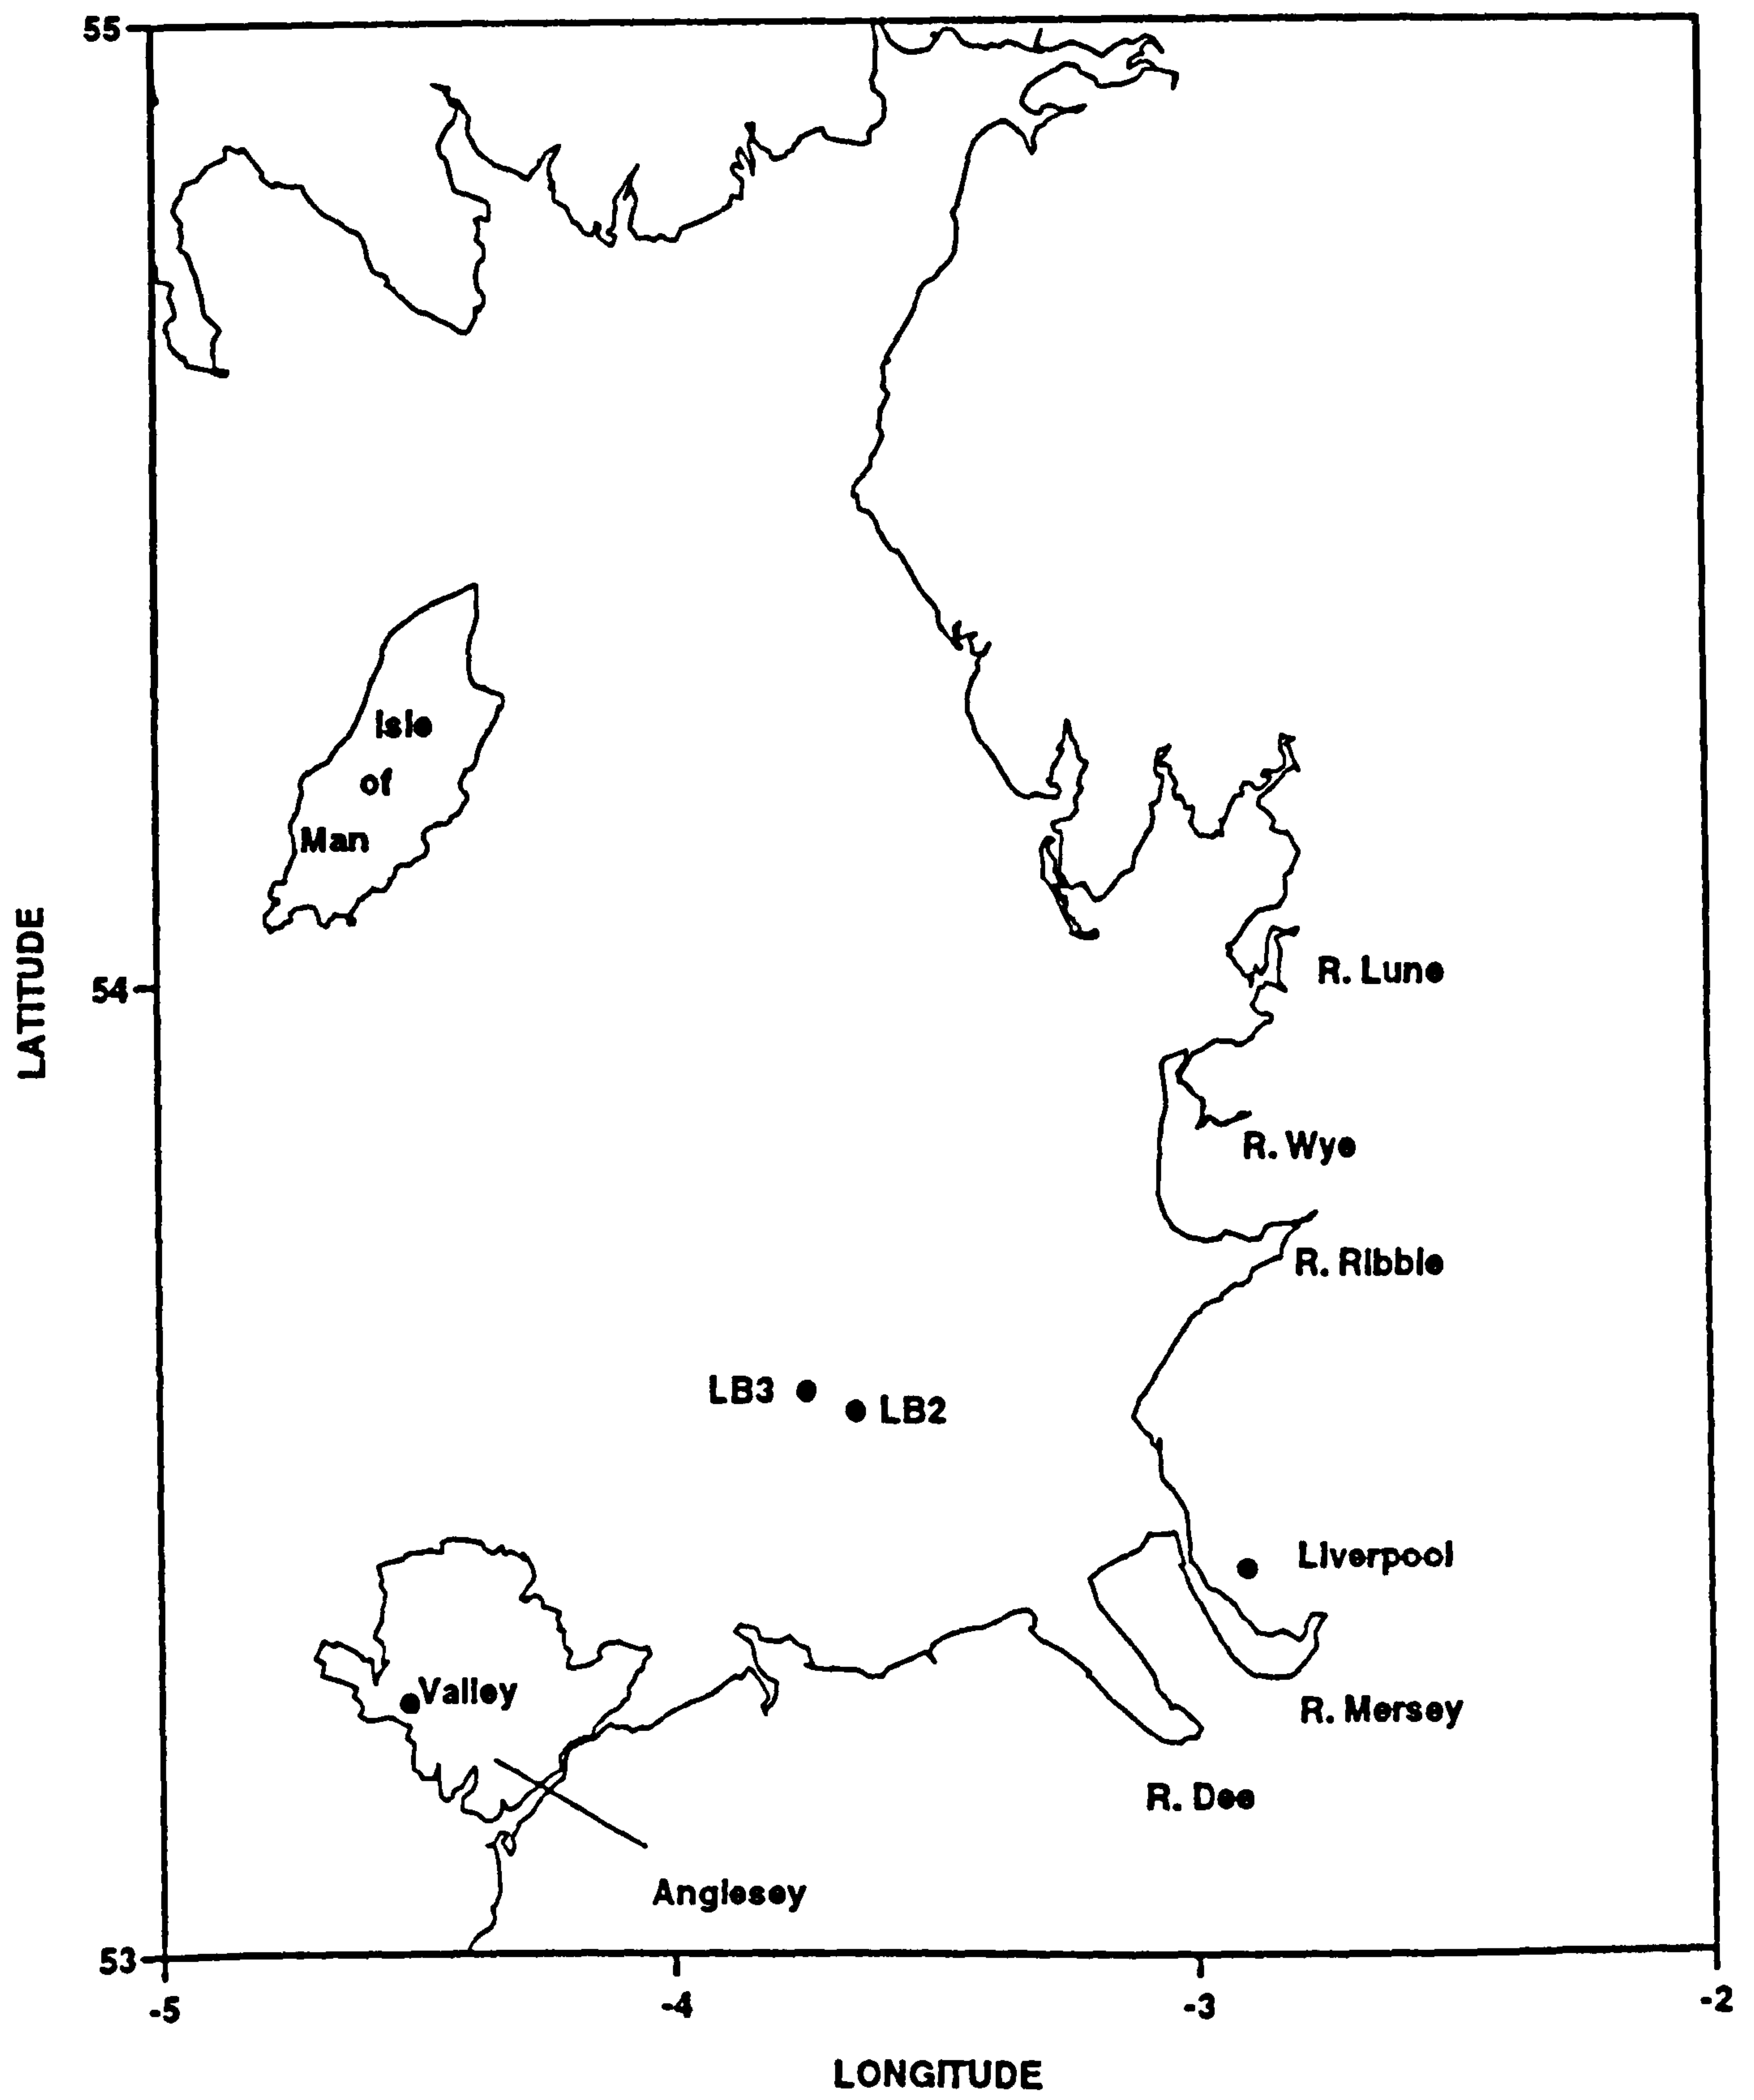 55
Isle
of
Man
LATITUDE
54
R. Lune
R. Wye
R. Ribble
LB3
LB2
Liverpool
Valley
R. Mersey
R. Dee
Anglesey
53
-5
-4
-3
-2
LONGITUDE